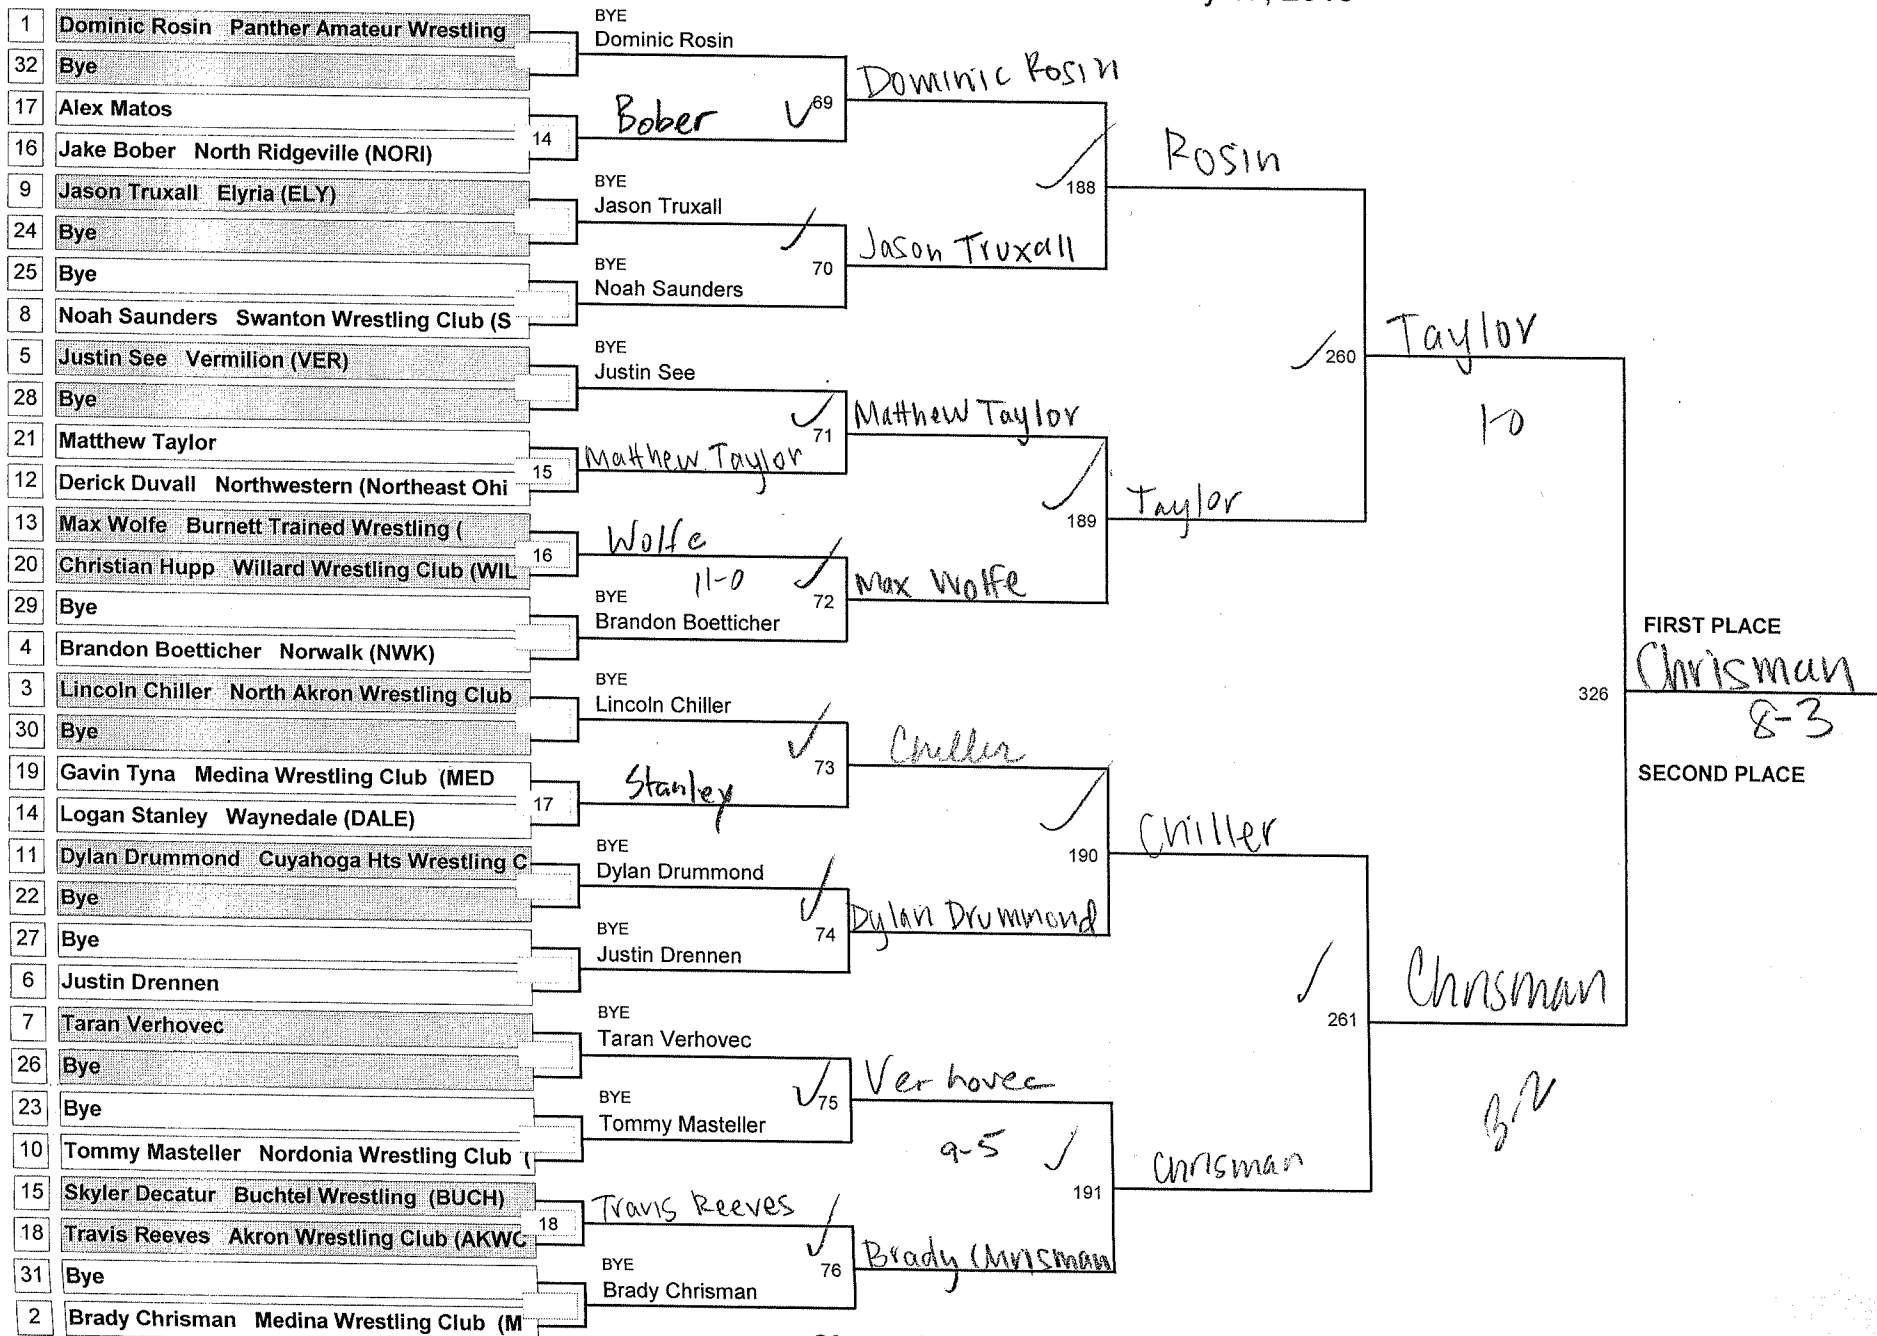 1 Dominic Rosin Panther Amateur Wrestling
32 Bye
17 Alex Matos
16 Jake Bober North Ridgeville (NORI)
9 Jason Truxall Elyria (ELY)
24 Bye
25 Bye
8 Noah Saunders Swanton Wrestling Club (S
5 Justin See Vermilion (VER)
28 Bye
21 Matthew Taylor
12 Derick Duvall Northwestern (Northeast Ohi
13 Max Wolfe Burnett Trained Wrestling (
20 Christian Hupp Willard Wrestling Club (WIL
29 Bye
4 Brandon Boetticher Norwalk (NWK)
3 Lincoln Chiller North Akron Wrestling Club
30 Bye
19 Gavin Tyna Medina Wrestling Club (MED
14 Logan Stanley Waynedale (DALE)
11 Dylan Drummond Cuyahoga Hts Wrestling C
22 Bye
27 Bye
6 Justin Drennen
7 Taran Verhovec
26 Bye
23 Bye
10 Tommy Masteller Nordonia Wrestling Club (
15 Skyler Decatur Buchtel Wrestling (BUCH)
18 Travis Reeves Akron Wrestling Club (AKWC
31 Bye
2 Brady Chrisman Medina Wrestling Club (M
14
15
16
17
18
BYE
Dominic Rosin
Bober
69
BYE
Jason Truxall
70
BYE
Noah Saunders
BYE
Justin See
71
Matthew Taylor
Wolfe
11-0
72
BYE
Brandon Boetticher
BYE
Lincoln Chiller
73
Stanley
BYE
Dylan Drummond
74
BYE
Justin Drennen
BYE
Taran Verhovec
75
BYE
Tommy Masteller
Travis Reeves
76
BYE
Brady Chrisman
Dominic Rosin
188
Jason Truxall
Matthew Taylor
189
Max Wolfe
Chiller
190
Dylan Drummond
Verhovec
9-5
191
Brady Chrisman
Rosin
260
Taylor
Chiller
261
Chrisman
Taylor
1-0
326
Chrisman
3-2
FIRST PLACE
Chrisman
8-3
SECOND PLACE